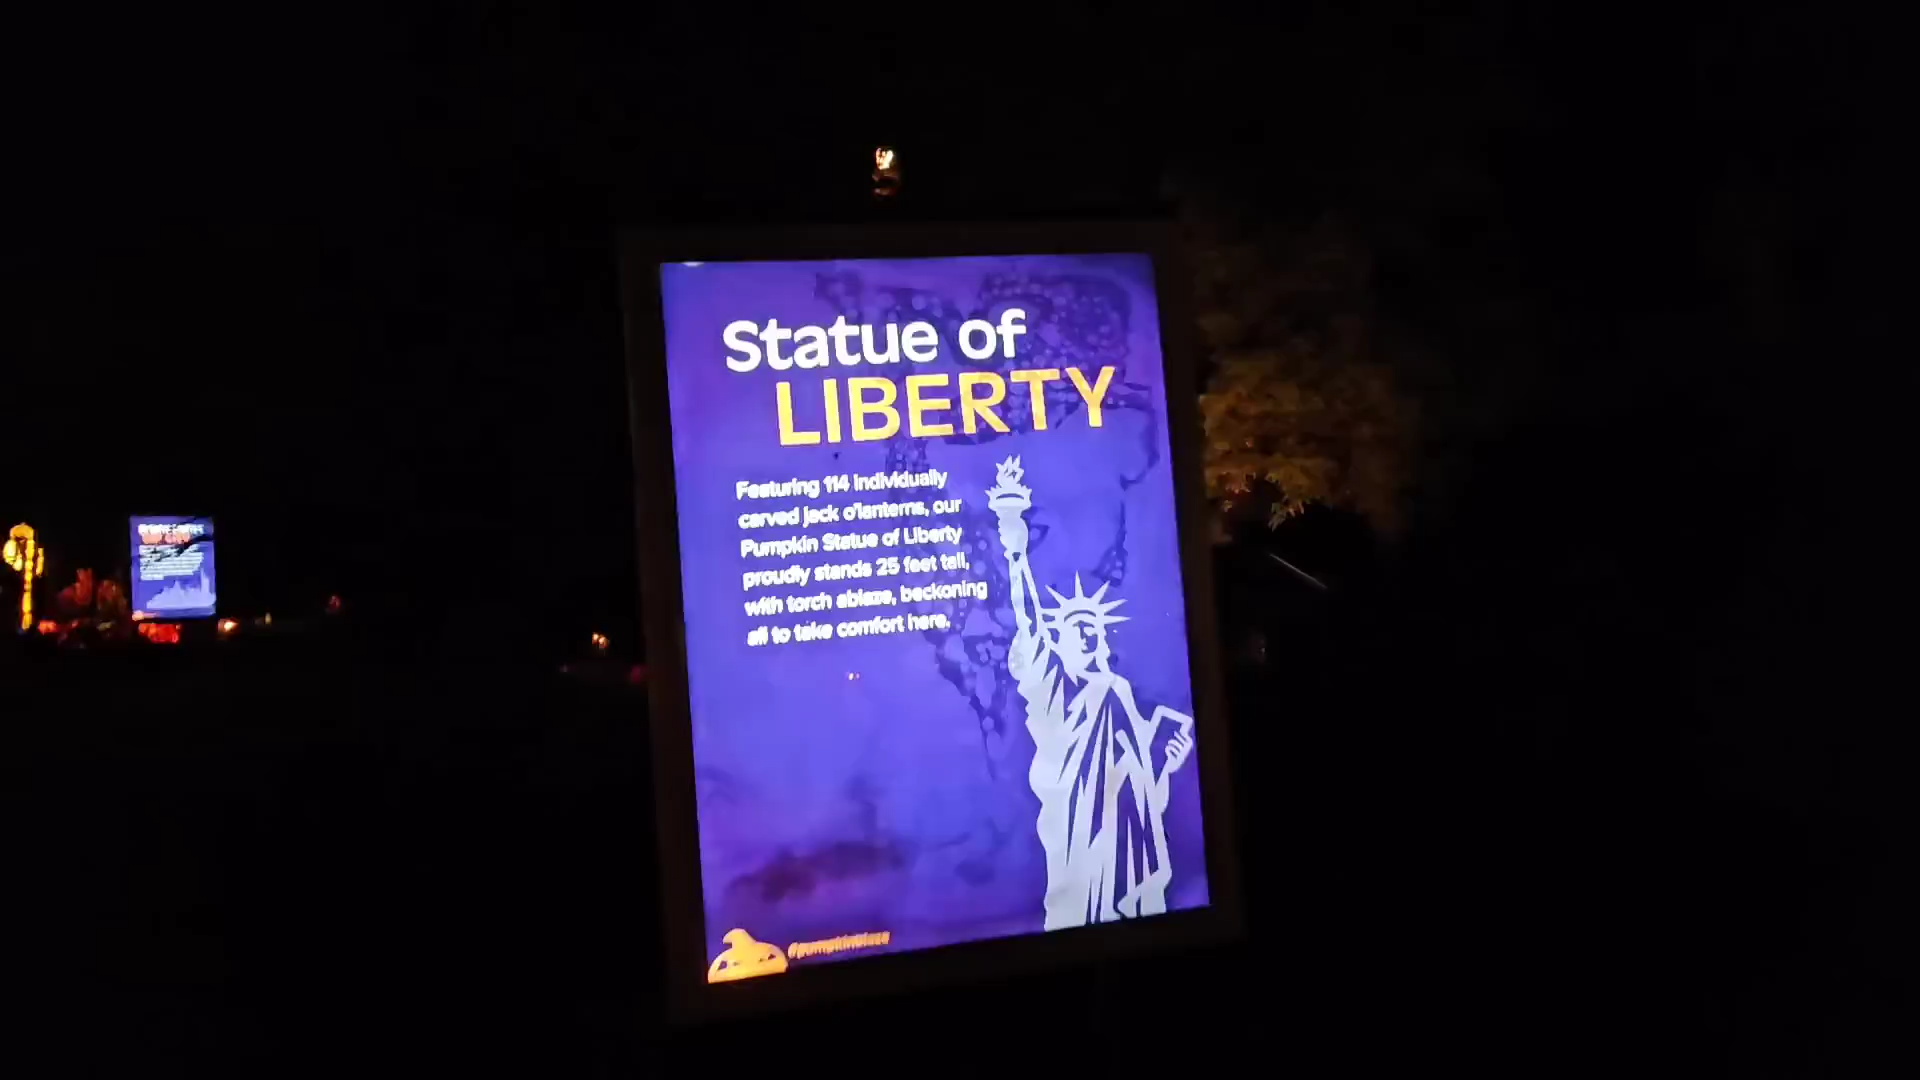 Statue of
LIBERTY
Featuring 114 individually
carved jack o'lanterns, our
Pumpkin Statue of Liberty
proudly stands 25 feet tall,
with torch ablaze, beckoning
all to take comfort here.
#pumpkinblaze